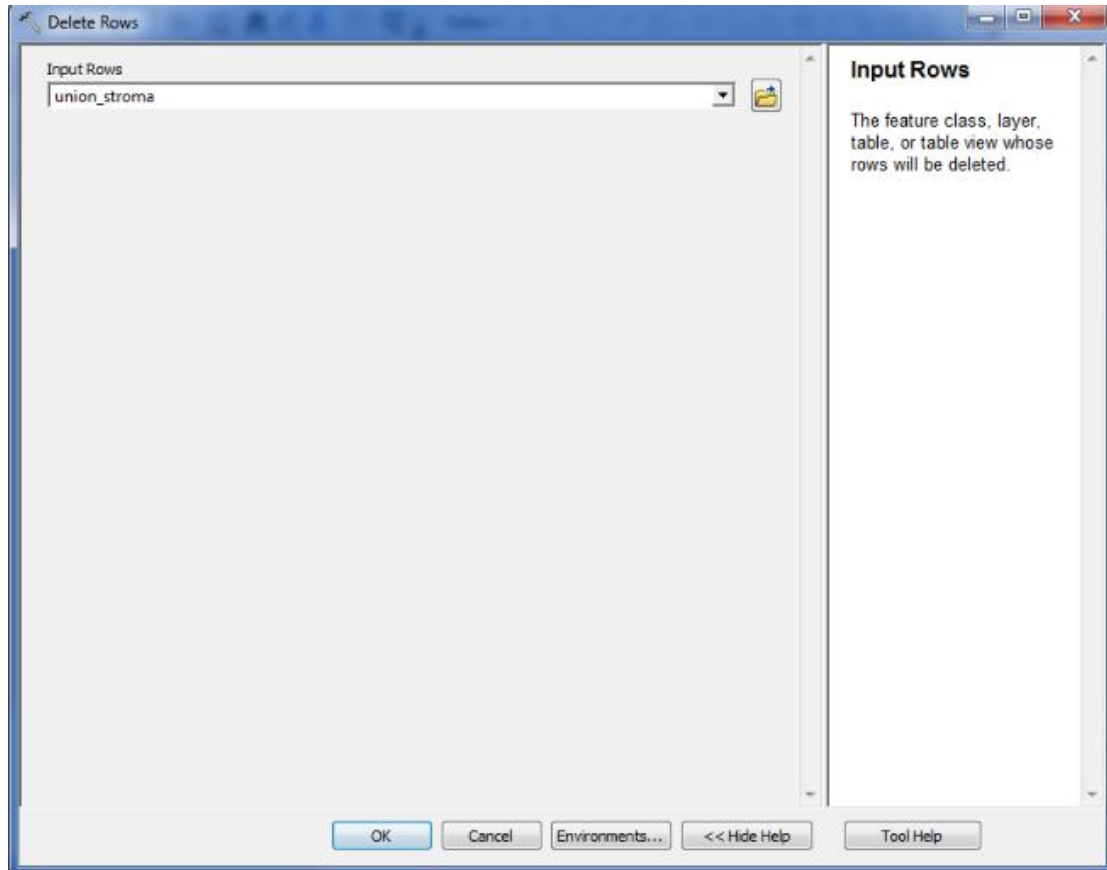 Delete Rows
Input Rows
union_stroma
Input Rows
The feature class, layer,
table, or table view whose
rows will be deleted.
OK
Cancel
Environments...
<< Hide Help
Tool Help